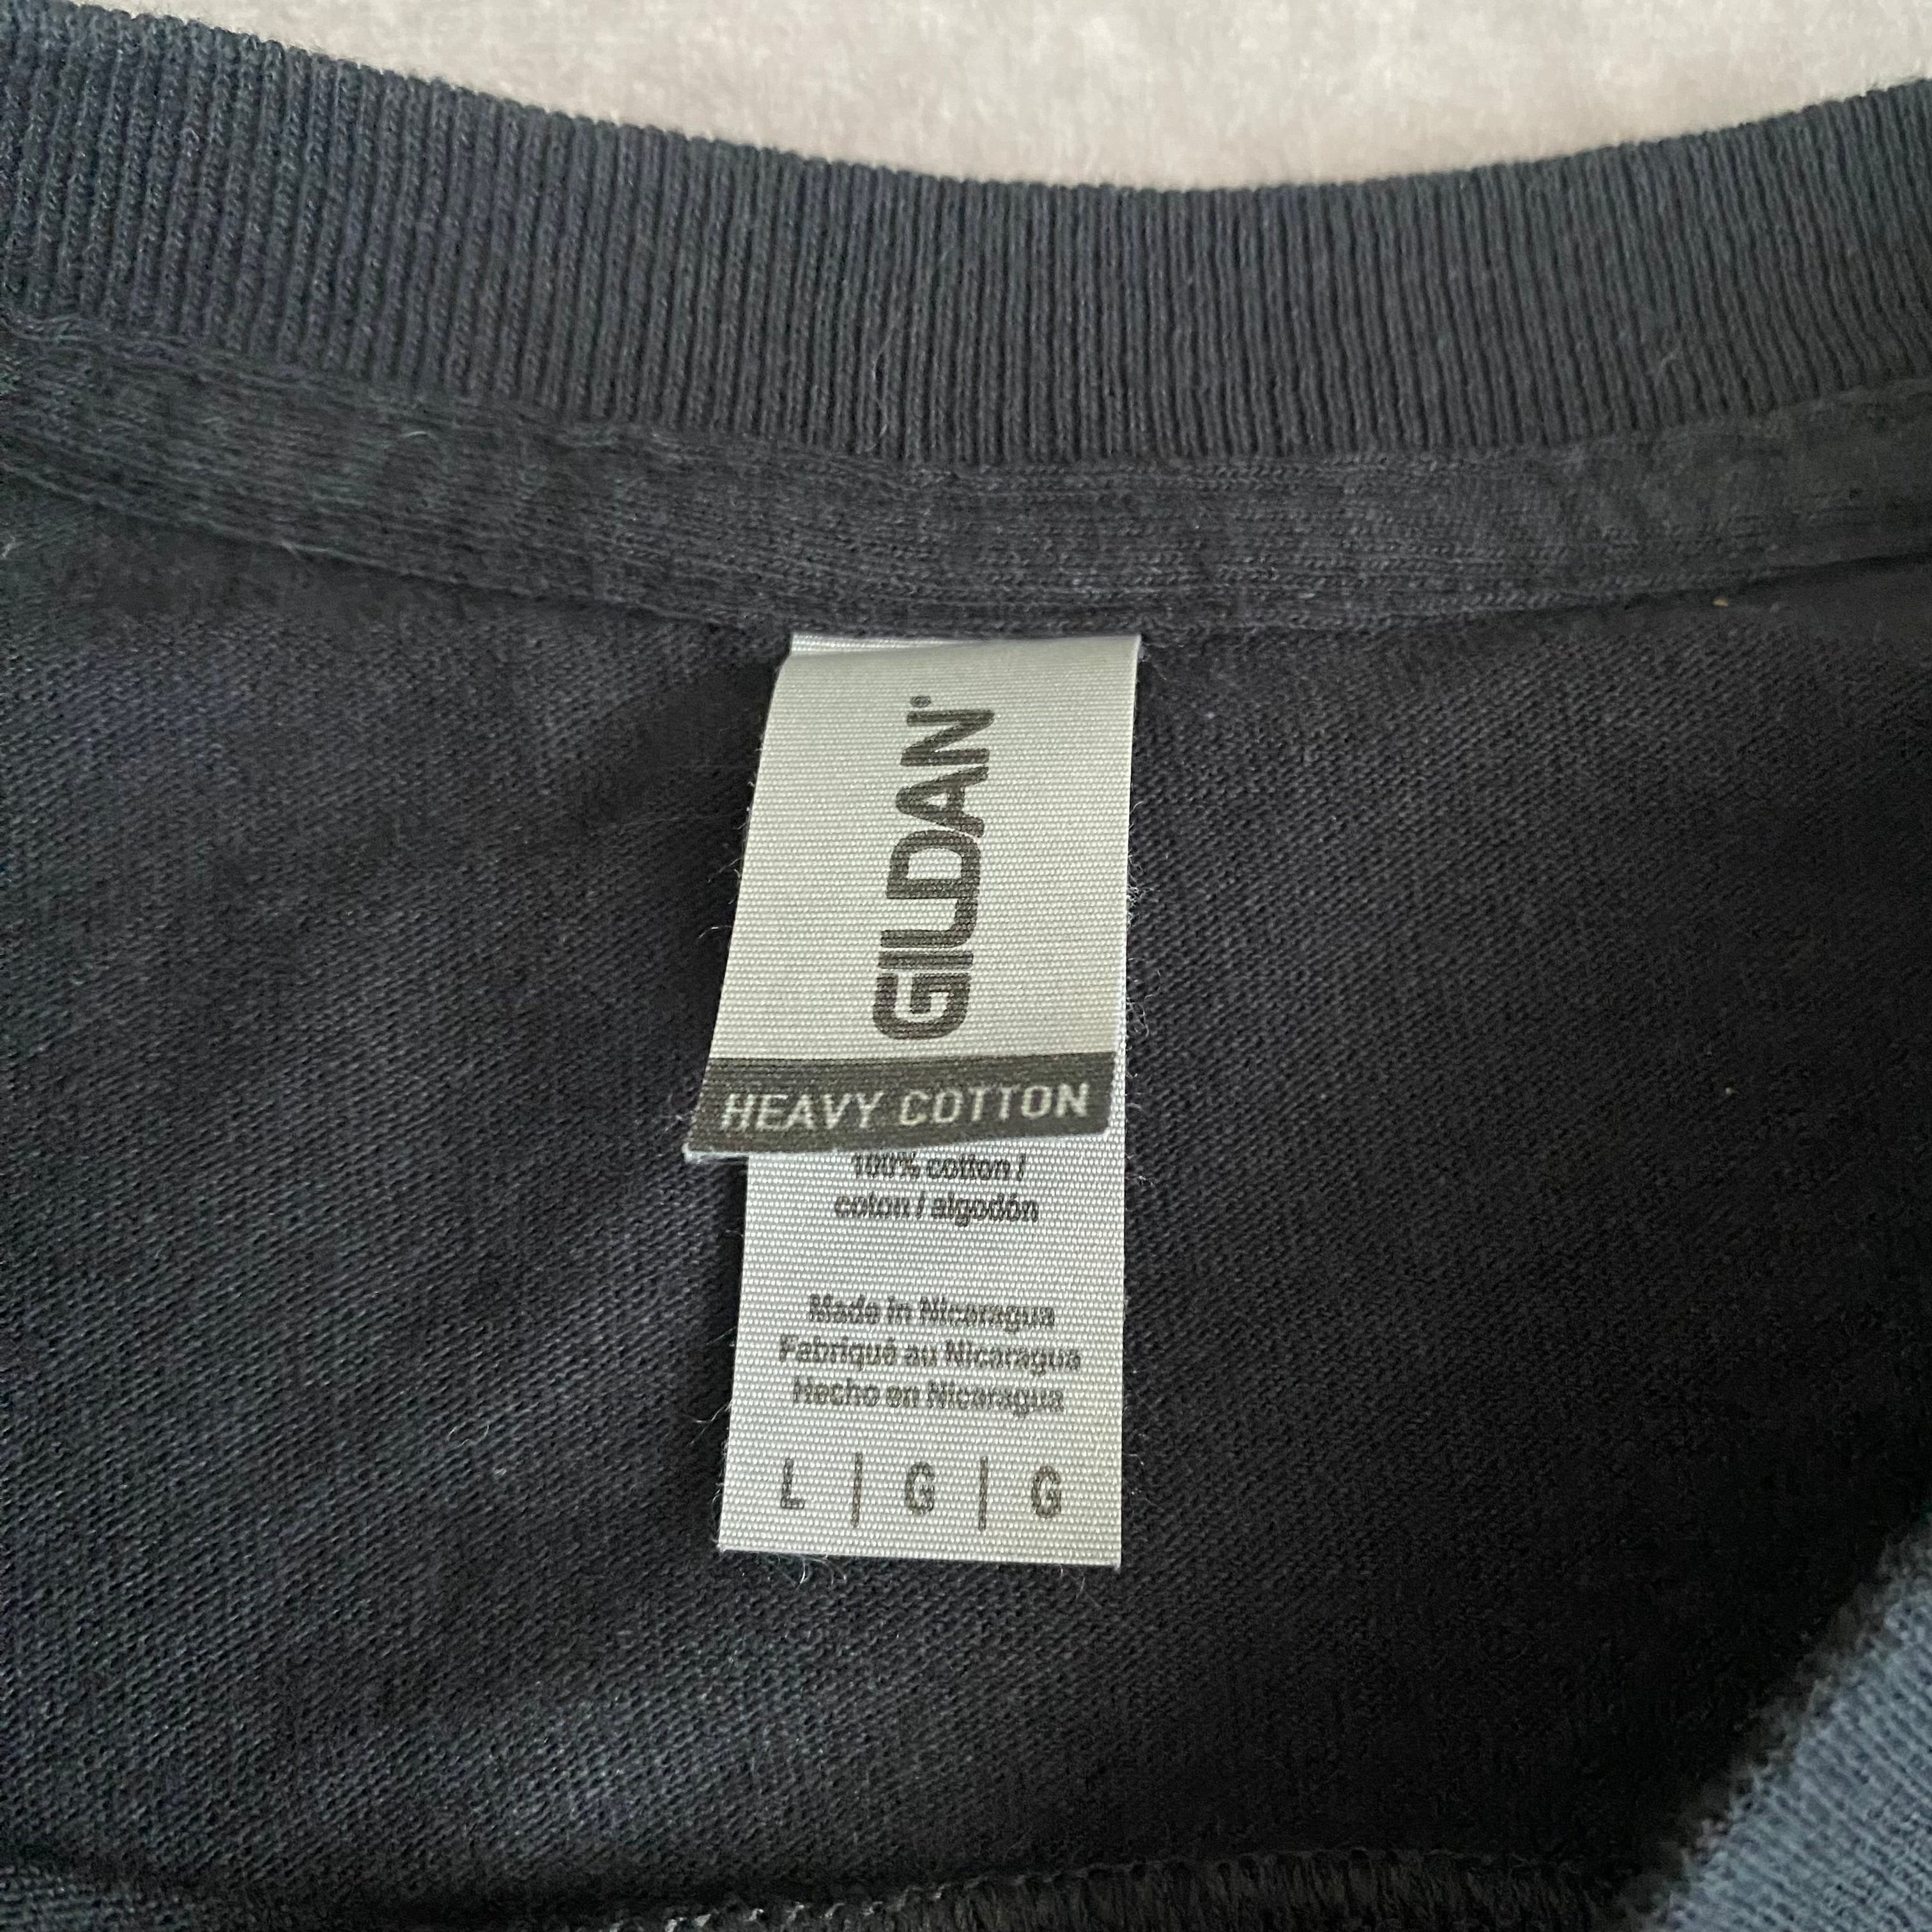 GILDAN®
HEAVY COTTON
100% cotton /
coton / algodón
Made in Nicaragua
Fabriqué au Nicaragua
Hecho en Nicaragua
L | G | G